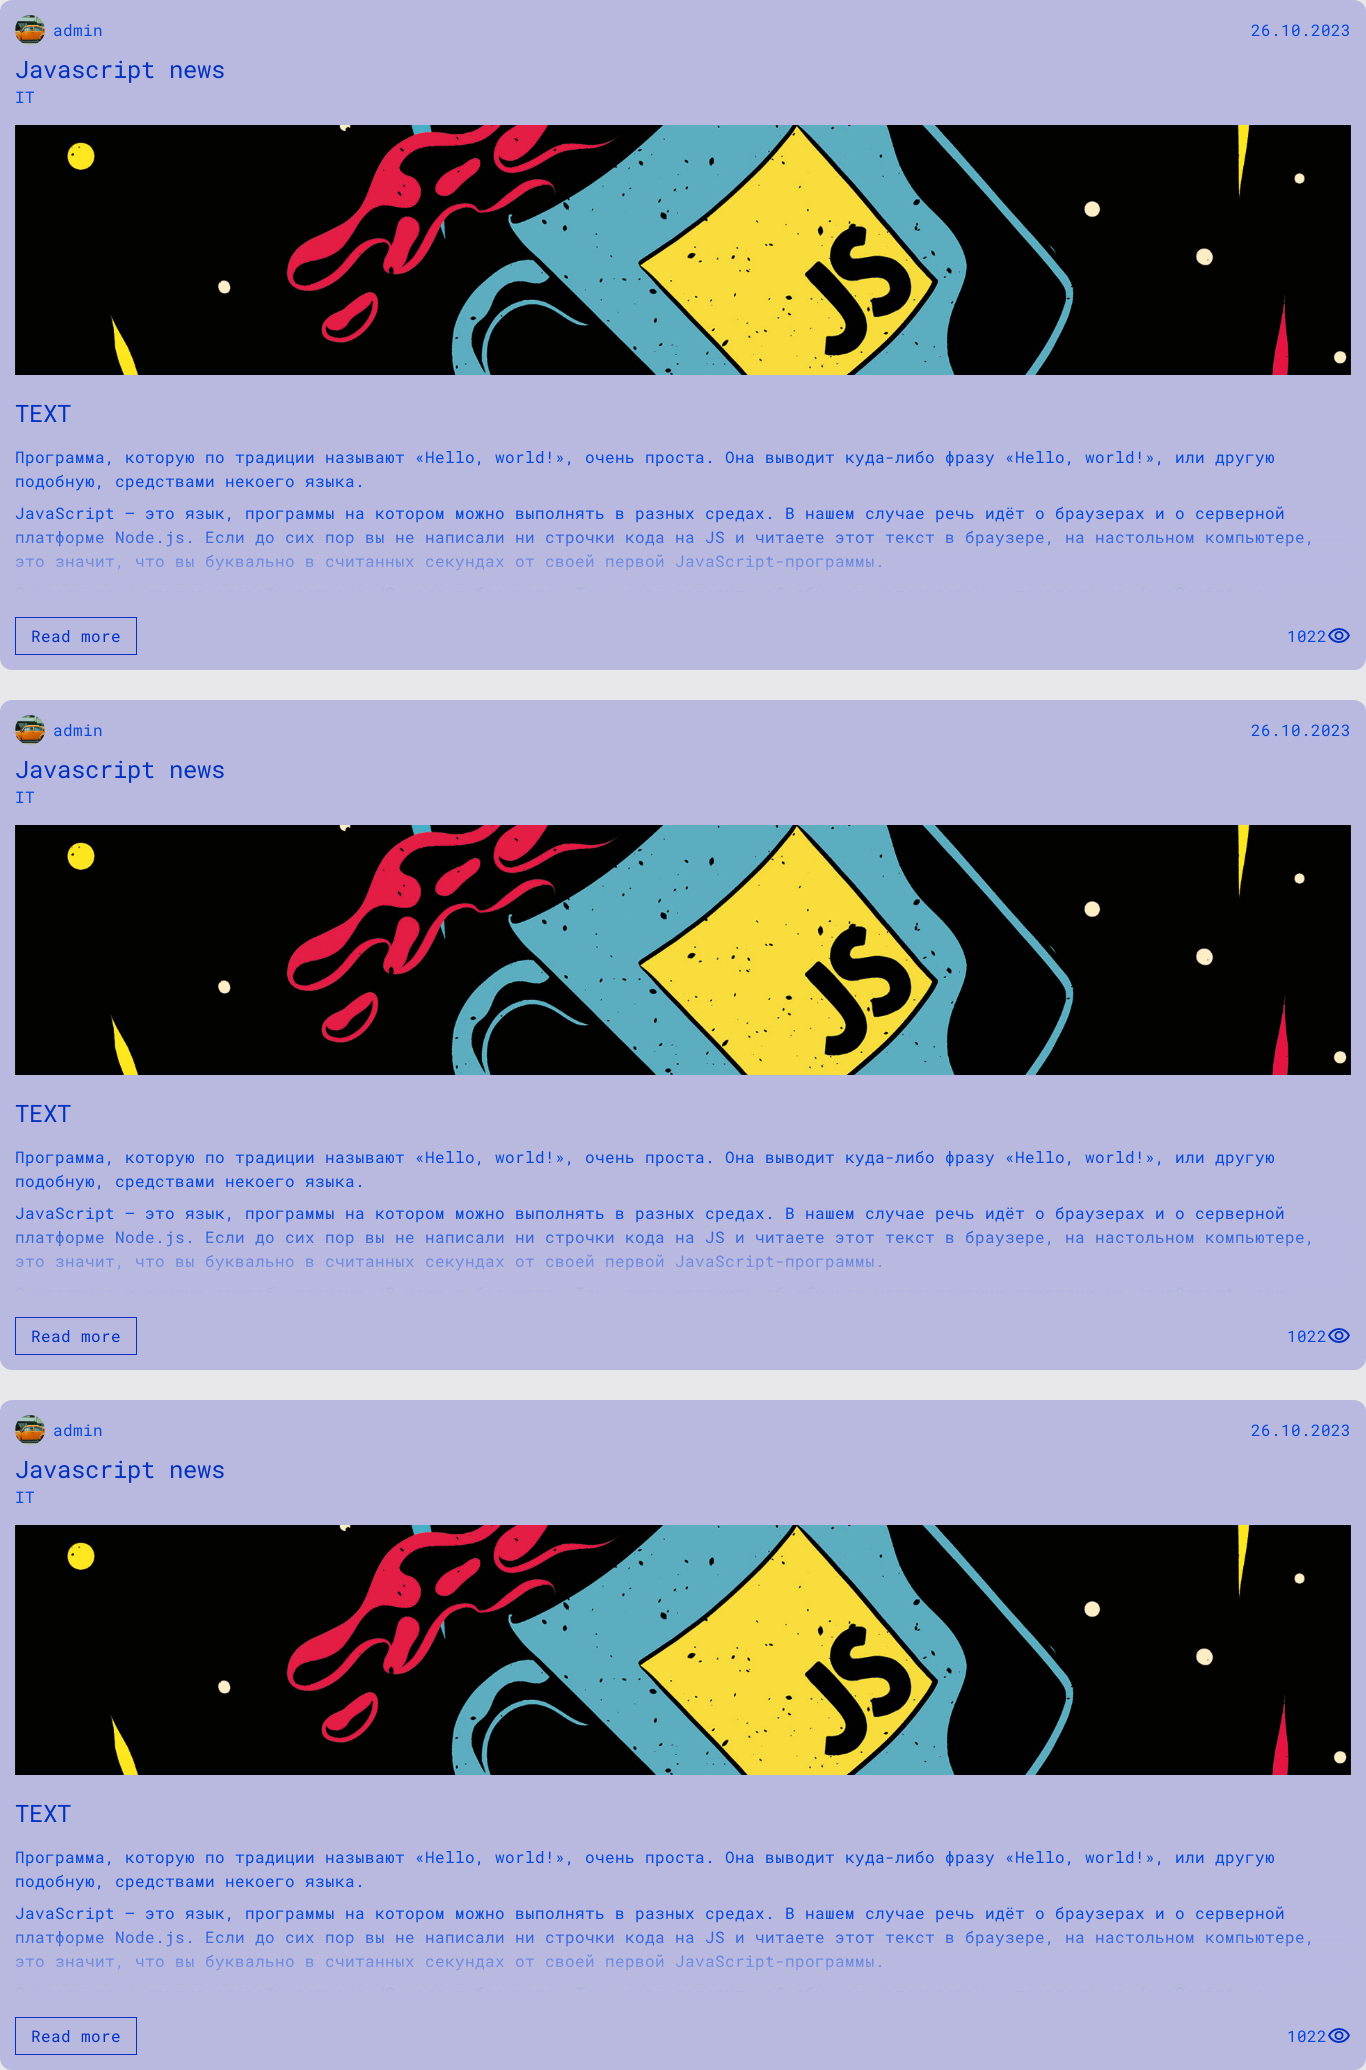 admin
26.10.2023
Javascript news
IT
JS
TEXT
Программа, которую по традиции называют «Hello, world!», очень проста. Она выводит куда-либо фразу «Hello, world!», или другую
подобную, средствами некоего языка.
JavaScript — это язык, программы на котором можно выполнять в разных средах. В нашем случае речь идёт о браузерах и о серверной
платформе Node.js. Если до сих пор вы не написали ни строчки кода на JS и читаете этот текст в браузере, на настольном компьютере,
это значит, что вы буквально в считанных секундах от своей первой JavaScript-программы.
Read more
1022
admin
26.10.2023
Javascript news
IT
JS
TEXT
Программа, которую по традиции называют «Hello, world!», очень проста. Она выводит куда-либо фразу «Hello, world!», или другую
подобную, средствами некоего языка.
JavaScript — это язык, программы на котором можно выполнять в разных средах. В нашем случае речь идёт о браузерах и о серверной
платформе Node.js. Если до сих пор вы не написали ни строчки кода на JS и читаете этот текст в браузере, на настольном компьютере,
это значит, что вы буквально в считанных секундах от своей первой JavaScript-программы.
Read more
1022
admin
26.10.2023
Javascript news
IT
JS
TEXT
Программа, которую по традиции называют «Hello, world!», очень проста. Она выводит куда-либо фразу «Hello, world!», или другую
подобную, средствами некоего языка.
JavaScript — это язык, программы на котором можно выполнять в разных средах. В нашем случае речь идёт о браузерах и о серверной
платформе Node.js. Если до сих пор вы не написали ни строчки кода на JS и читаете этот текст в браузере, на настольном компьютере,
это значит, что вы буквально в считанных секундах от своей первой JavaScript-программы.
Read more
1022